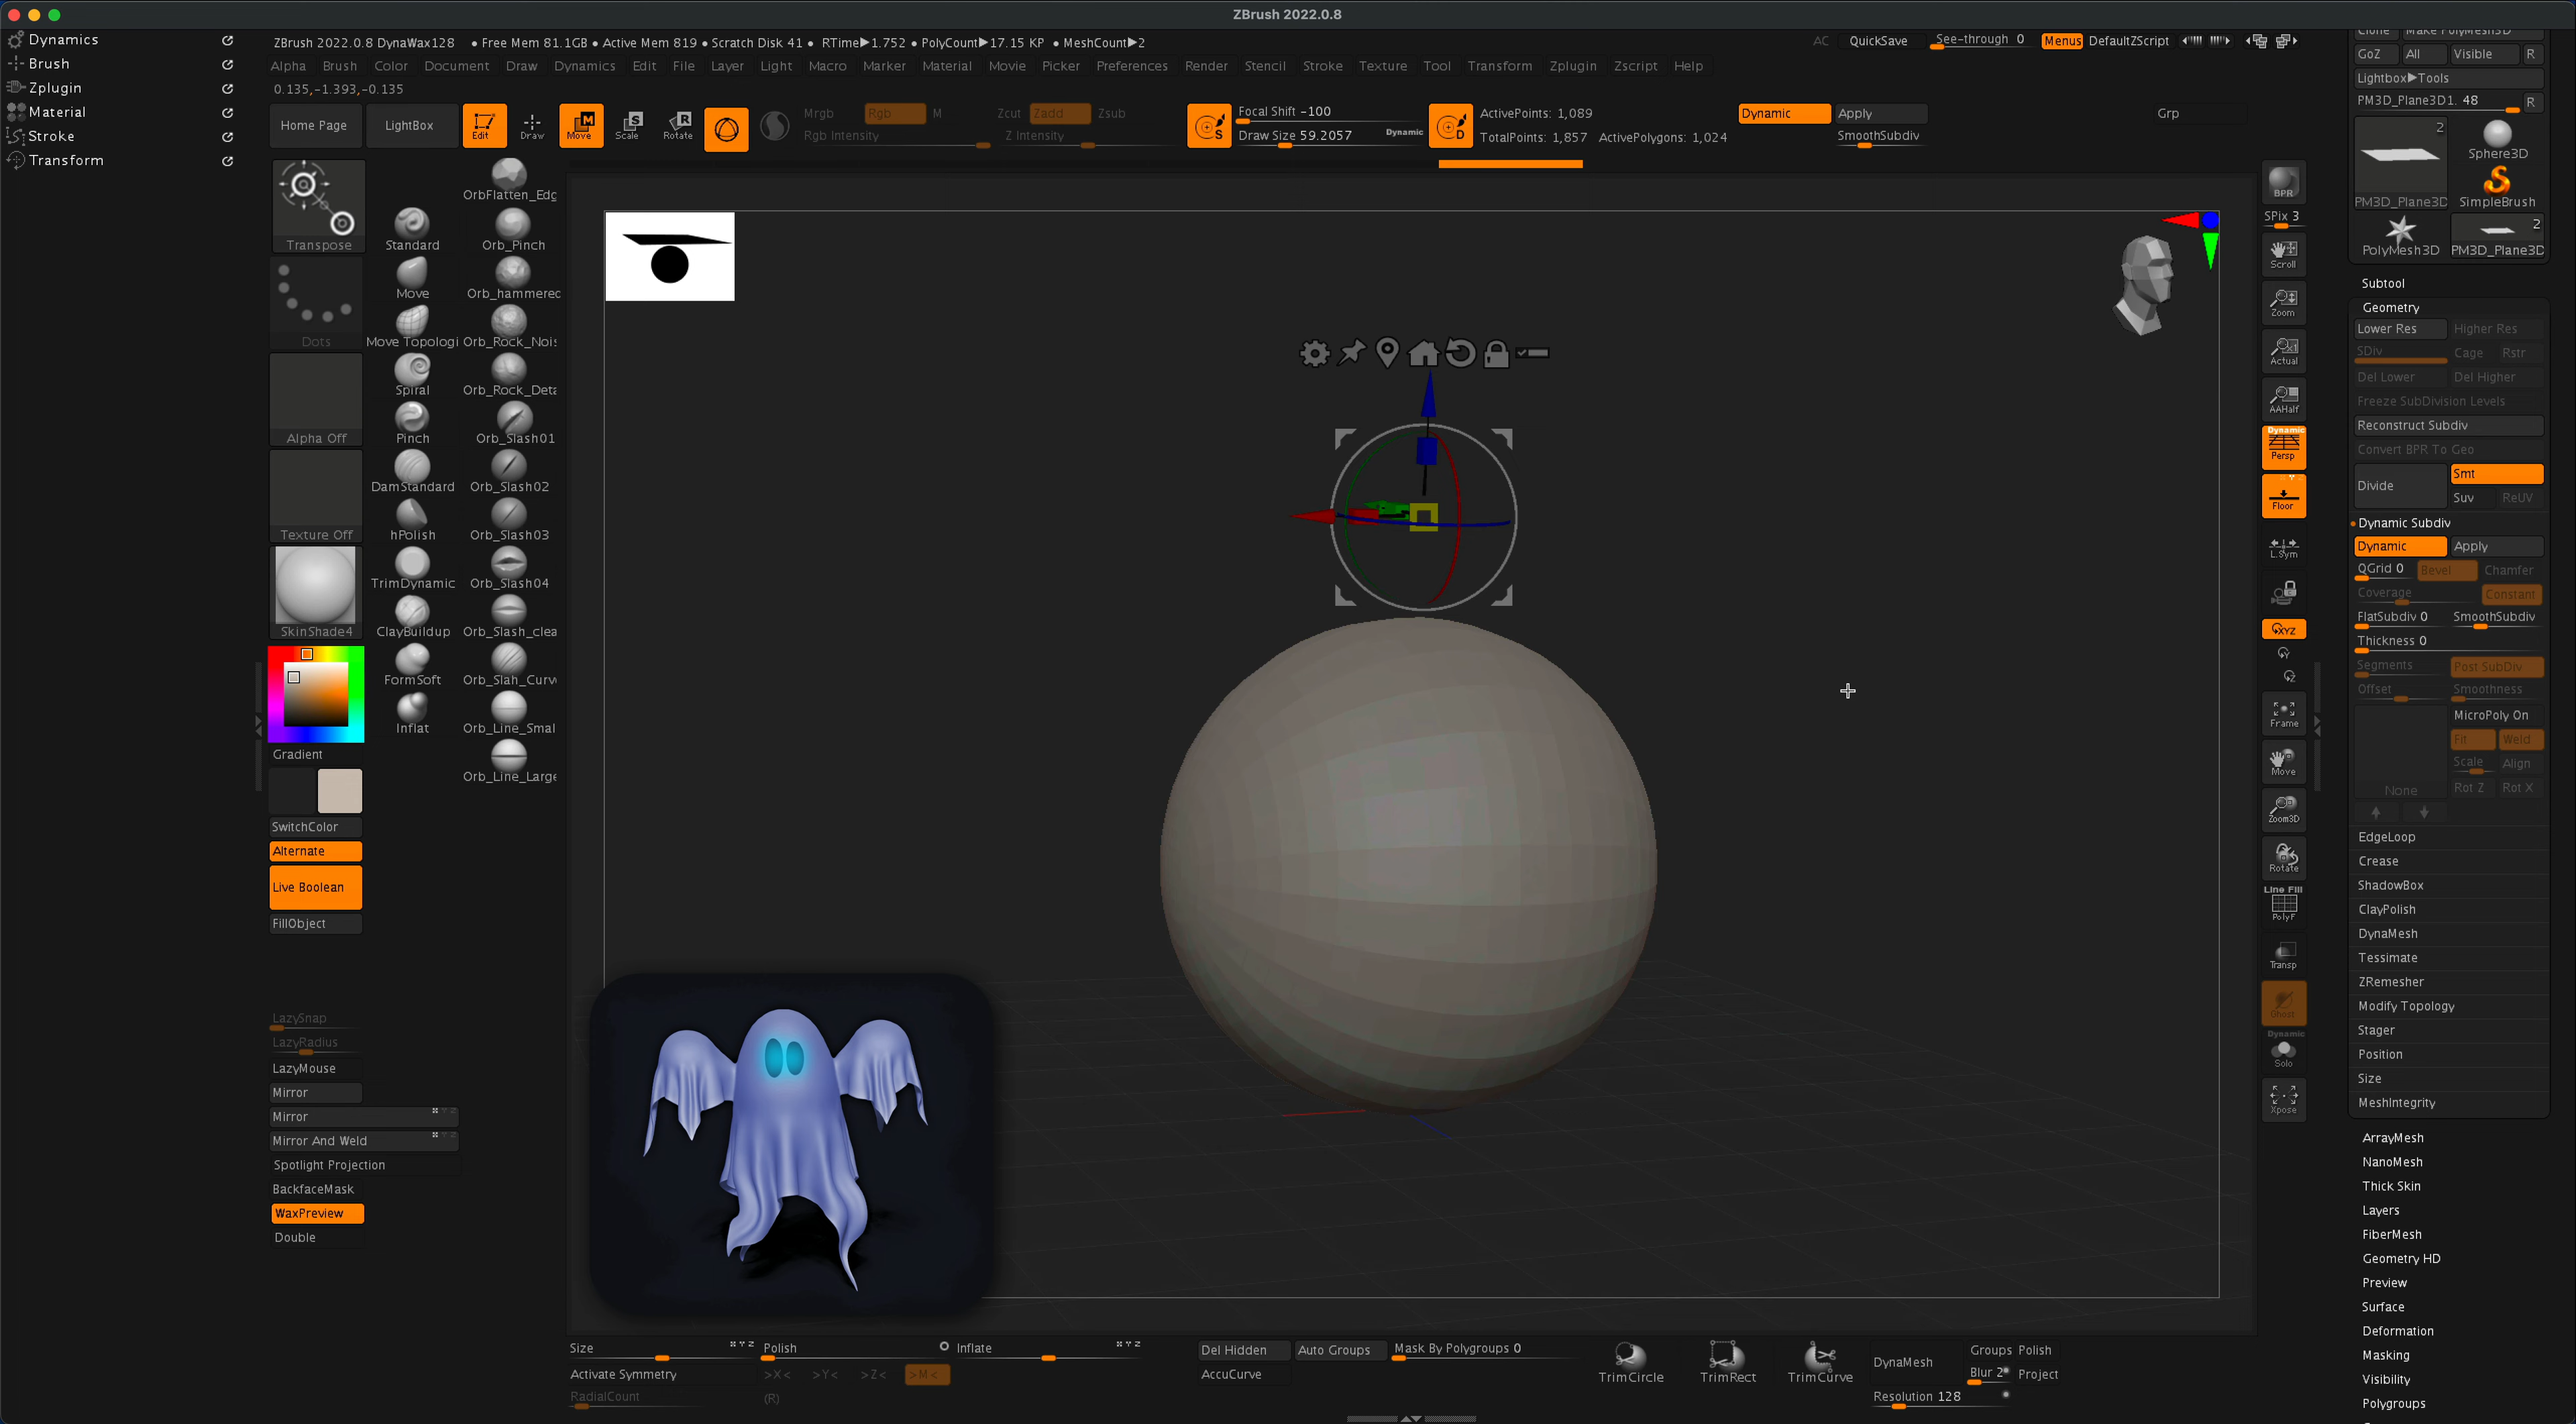 ZBrush 2022.0.8
Dynamics
Brush
Zplugin
Material
Stroke
Transform
ZBrush 2022.0.8 DynaWax128 • Free Mem 81.1GB • Active Mem 819 • Scratch Disk 41 • RTime▶1.752 • PolyCount▶17.15 KP • MeshCount▶2
AC QuickSave See-through 0 Menus DefaultZScript
Alpha Brush Color Document Draw Dynamics Edit File Layer Light Macro Marker Material Movie Picker Preferences Render Stencil Stroke Texture Tool Transform Zplugin Zscript Help
0.135,-1.393,-0.135
Home Page LightBox Edit Draw Move Scale Rotate
Mrgb Rgb M Zcut Zadd Zsub
Rgb Intensity Z Intensity
Focal Shift -100
Draw Size 59.2057 Dynamic
ActivePoints: 1,089
TotalPoints: 1,857 ActivePolygons: 1,024
Dynamic Apply
SmoothSubdiv
Grp
Transpose
Dots
Alpha Off
Texture Off
SkinShade4
Gradient
SwitchColor
Alternate
Live Boolean
FillObject
LazySnap
LazyRadius
LazyMouse
Mirror
Mirror
Mirror And Weld
Spotlight Projection
BackfaceMask
WaxPreview
Double
Standard
Move
Move Topologi
Spiral
Pinch
DamStandard
hPolish
TrimDynamic
ClayBuildup
FormSoft
Inflat
OrbFlatten_Edg
Orb_Pinch
Orb_hammered
Orb_Rock_Nois
Orb_Rock_Deta
Orb_Slash01
Orb_Slash02
Orb_Slash03
Orb_Slash04
Orb_Slash_clea
Orb_Slah_Curv
Orb_Line_Smal
Orb_Line_Large
BPR
SPix 3
Scroll
Zoom
Actual
AAHalf
Dynamic
Persp
Floor
L.Sym
XYZ
Frame
Move
Zoom3D
Rotate
Line Fill
PolyF
Transp
Ghost
Dynamic
Solo
Xpose
Clone Make PolyMesh3D
GoZ All Visible R
Lightbox▶Tools
PM3D_Plane3D1. 48 R
2
PM3D_Plane3D
Sphere3D
SimpleBrush
PolyMesh3D
2
PM3D_Plane3D
Subtool
Geometry
Lower Res Higher Res
SDiv Cage Rstr
Del Lower Del Higher
Freeze SubDivision Levels
Reconstruct Subdiv
Convert BPR To Geo
Divide Smt
Suv ReUV
Dynamic Subdiv
Dynamic Apply
QGrid 0 Bevel Chamfer
Coverage Constant
FlatSubdiv 0 SmoothSubdiv
Thickness 0
Segments Post SubDiv
Offset Smoothness
MicroPoly On
Fit Weld
Scale Align
None Rot Z Rot X
EdgeLoop
Crease
ShadowBox
ClayPolish
DynaMesh
Tessimate
ZRemesher
Modify Topology
Stager
Position
Size
MeshIntegrity
ArrayMesh
NanoMesh
Thick Skin
Layers
FiberMesh
Geometry HD
Preview
Surface
Deformation
Masking
Visibility
Polygroups
Size Polish Inflate
Activate Symmetry >X< >Y< >Z< >M<
RadialCount (R)
Del Hidden Auto Groups Mask By Polygroups 0
AccuCurve
TrimCircle TrimRect TrimCurve
DynaMesh Groups Polish
Blur 2 Project
Resolution 128